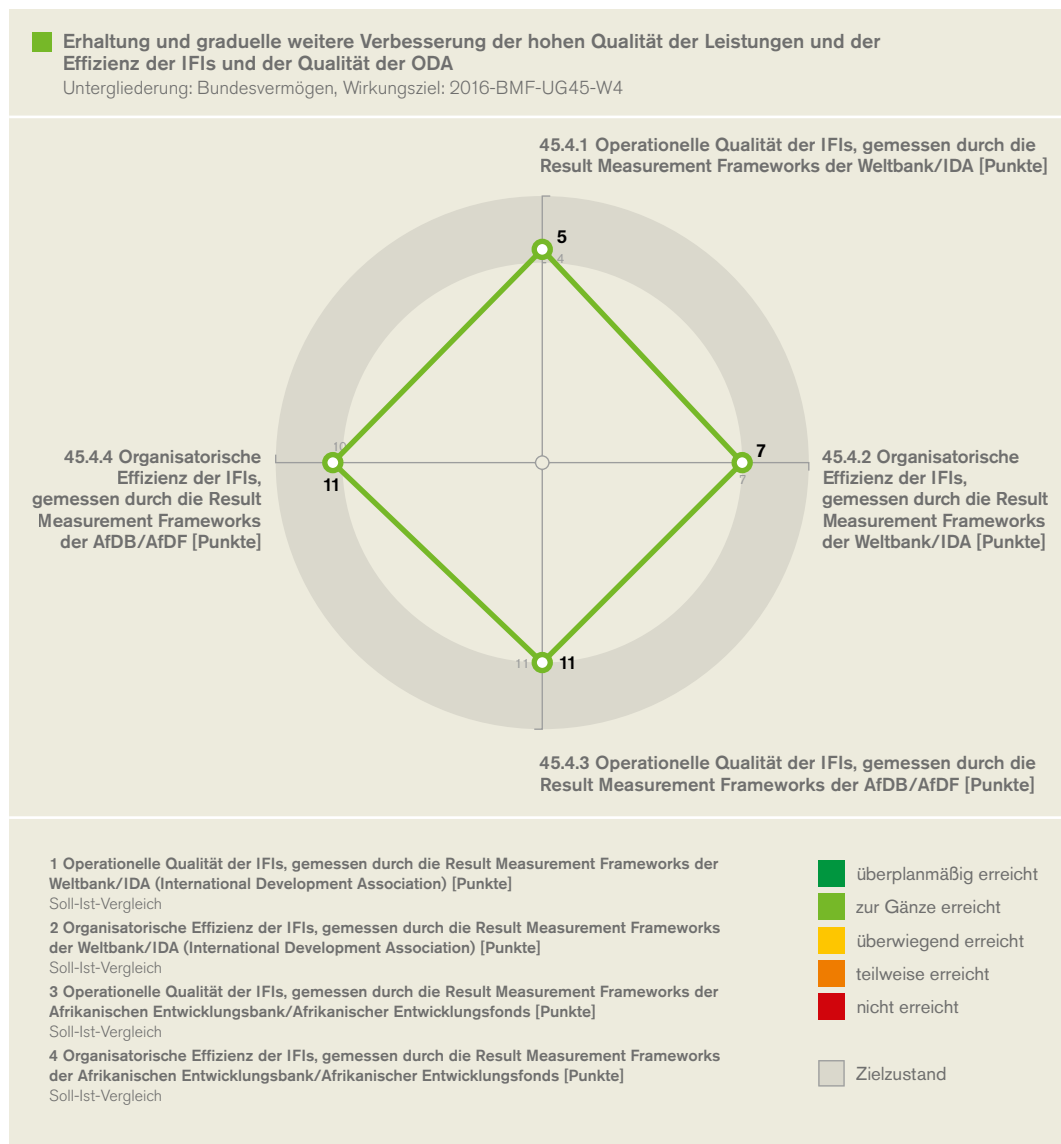 Erhaltung und graduelle weitere Verbesserung der hohen Qualität der Leistungen und der
Effizienz der IFIs und der Qualität der ODA
Untergliederung: Bundesvermögen, Wirkungsziel: 2016-BMF-UG45-W4
45.4.1 Operationelle Qualität der IFIs, gemessen durch die
Result Measurement Frameworks der Weltbank/IDA [Punkte]
5
4
10
11
45.4.4 Organisatorische
Effizienz der IFIs,
gemessen durch die Result
Measurement Frameworks
der AfDB/AfDF [Punkte]
7
7
45.4.2 Organisatorische
Effizienz der IFIs,
gemessen durch die Result
Measurement Frameworks
der Weltbank/IDA [Punkte]
11 11
45.4.3 Operationelle Qualität der IFIs, gemessen durch die
Result Measurement Frameworks der AfDB/AfDF [Punkte]
1 Operationelle Qualität der IFIs, gemessen durch die Result Measurement Frameworks der
Weltbank/IDA (International Development Association) [Punkte]
Soll-Ist-Vergleich
2 Organisatorische Effizienz der IFIs, gemessen durch die Result Measurement Frameworks
der Weltbank/IDA (International Development Association) [Punkte]
Soll-Ist-Vergleich
3 Operationelle Qualität der IFIs, gemessen durch die Result Measurement Frameworks der
Afrikanischen Entwicklungsbank/Afrikanischer Entwicklungsfonds [Punkte]
Soll-Ist-Vergleich
4 Organisatorische Effizienz der IFIs, gemessen durch die Result Measurement Frameworks
der Afrikanischen Entwicklungsbank/Afrikanischer Entwicklungsfonds [Punkte]
Soll-Ist-Vergleich
überplanmäßig erreicht
zur Gänze erreicht
überwiegend erreicht
teilweise erreicht
nicht erreicht
Zielzustand